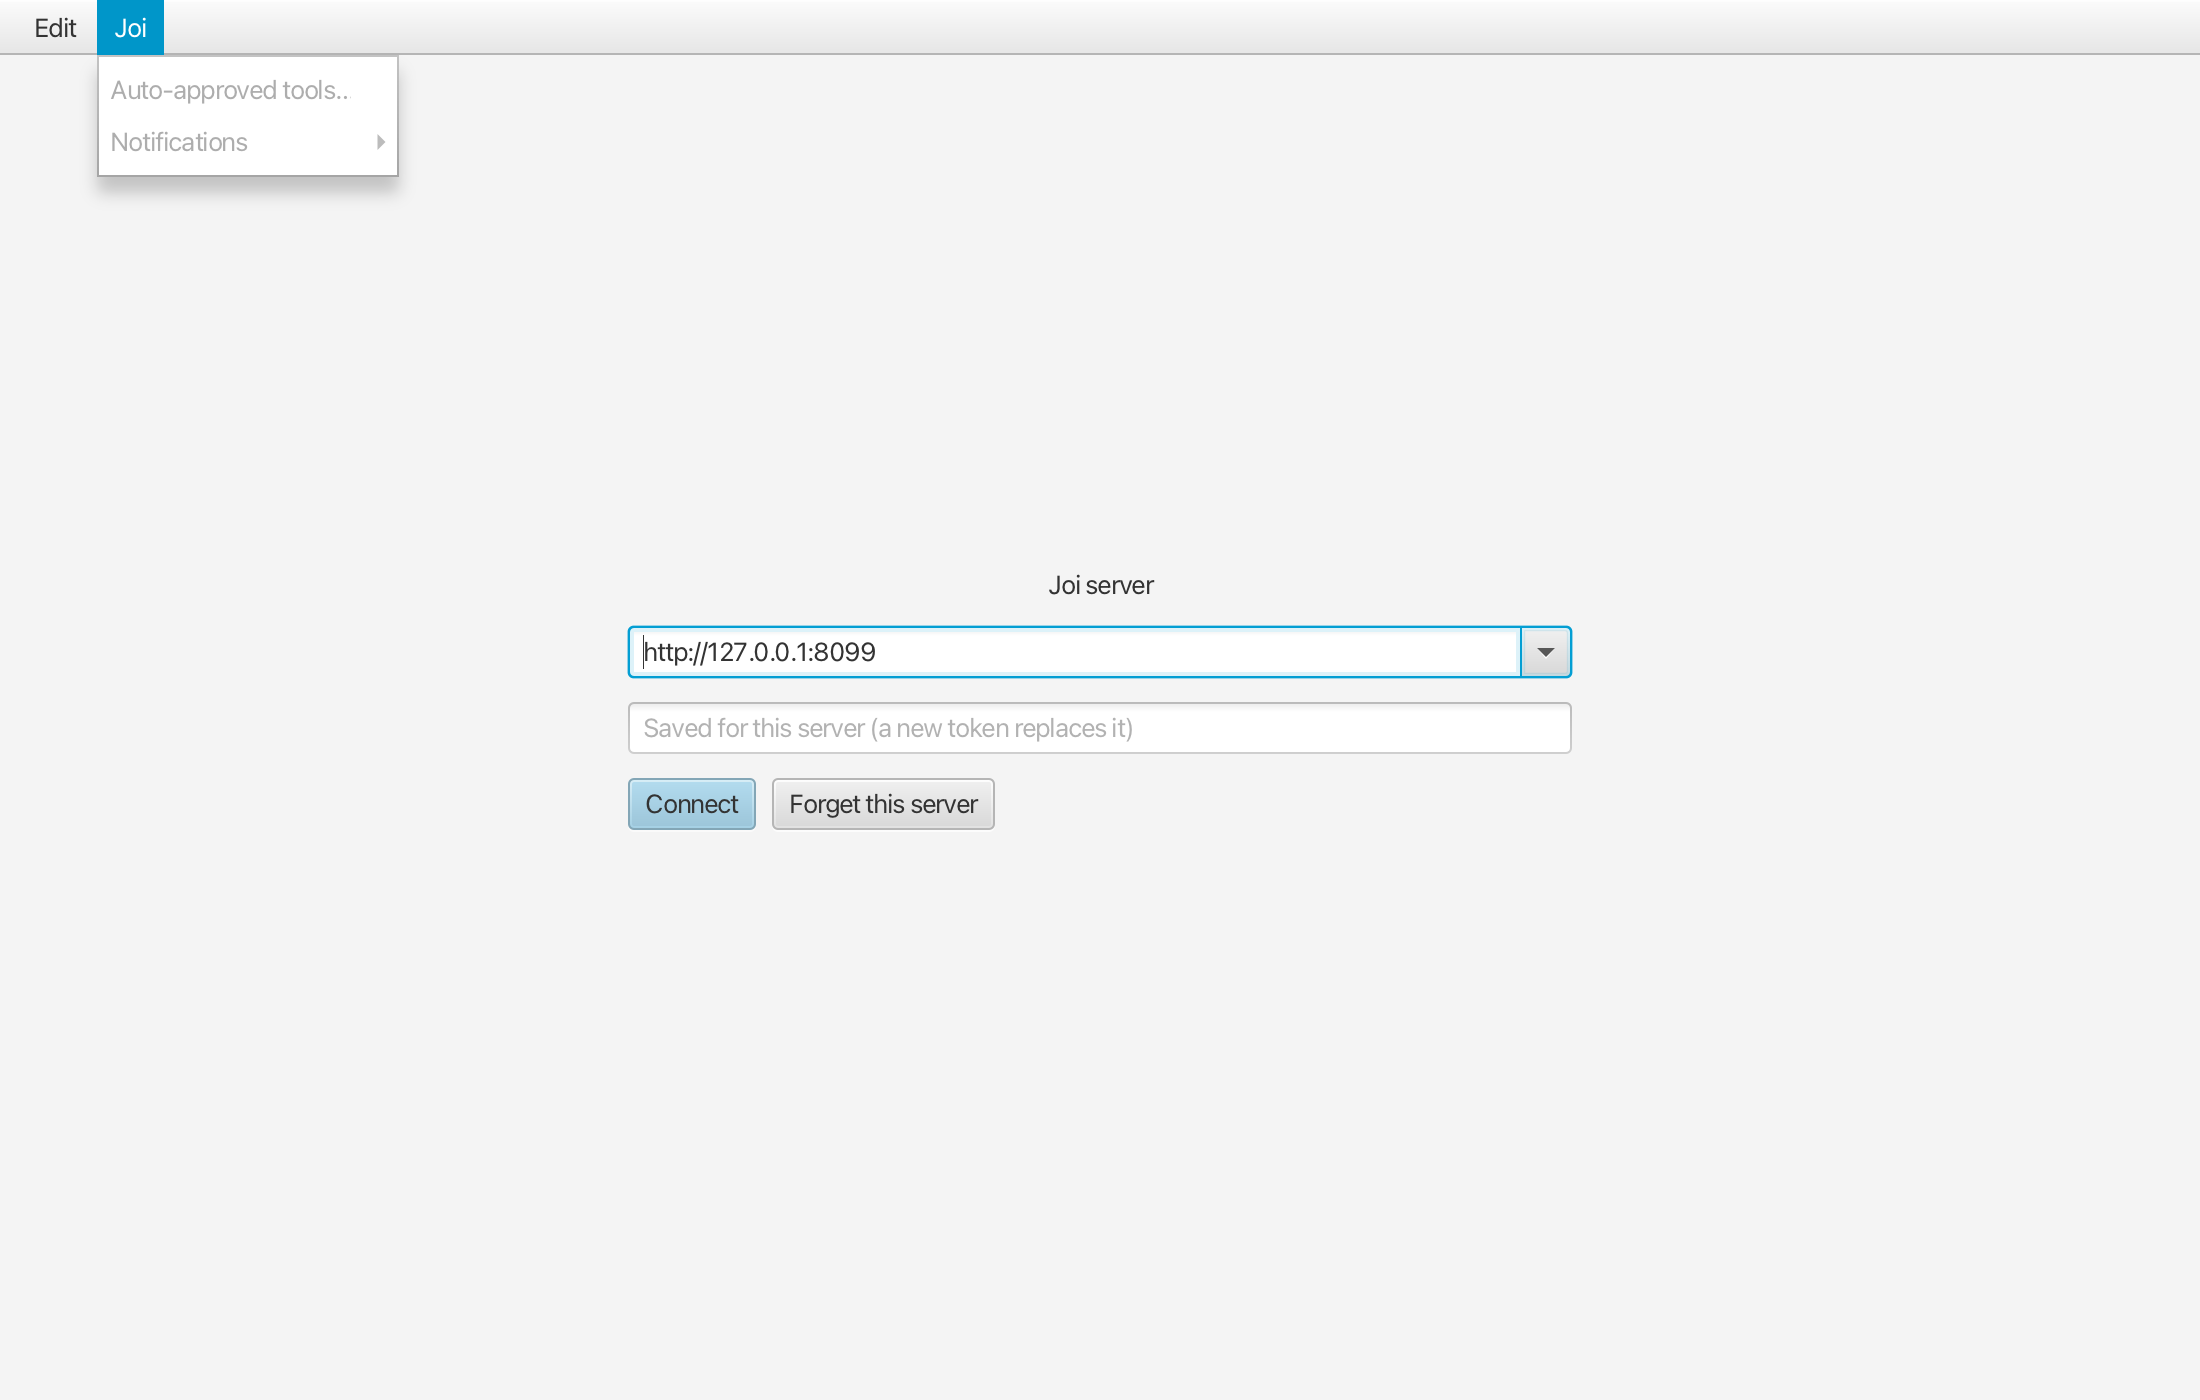 Edit Joi
Auto-approved tools..
Notifications
Joi server
http://127.0.0.1:8099
Saved for this server (a new token replaces it)
Connect Forget this server